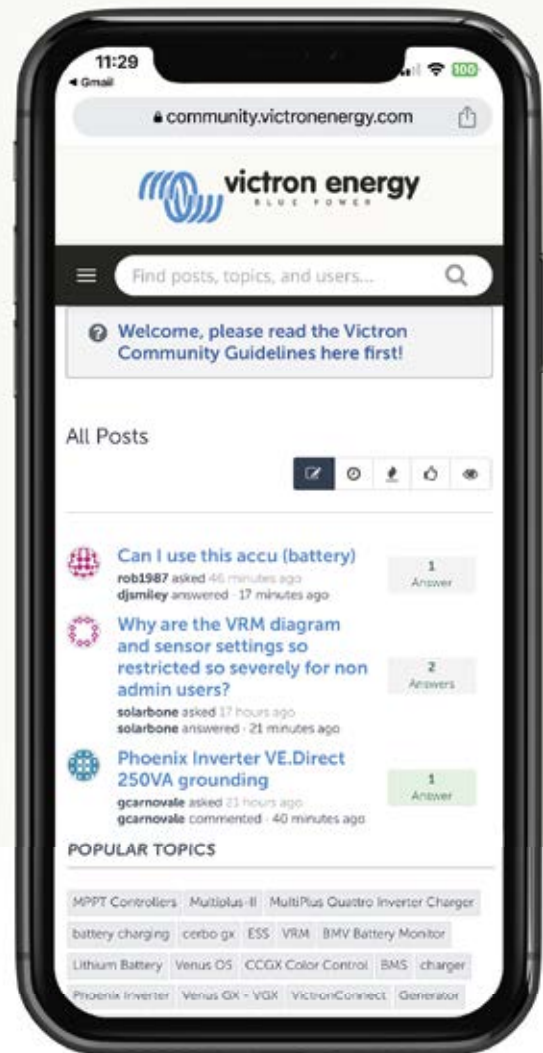 11:29
◀ Gmail
100
community.victronenergy.com
victron energy
BLUE POWER
Find posts, topics, and users...
Welcome, please read the Victron
Community Guidelines here first!
All Posts
Can I use this accu (battery)
rob1987 asked 46 minutes ago
djsmiley answered · 17 minutes ago
1
Answer
Why are the VRM diagram
and sensor settings so
restricted so severely for non
admin users?
solarbone asked 17 hours ago
solarbone answered · 21 minutes ago
2
Answers
Phoenix Inverter VE.Direct
250VA grounding
gcarnovale asked 21 hours ago
gcarnovale commented · 40 minutes ago
1
Answer
POPULAR TOPICS
MPPT Controllers Multiplus-II MultiPlus Quattro Inverter Charger
battery charging cerbo gx ESS VRM BMV Battery Monitor
Lithium Battery Venus OS CCGX Color Control BMS charger
Phoenix Inverter Venus GX - VGX VictronConnect Generator